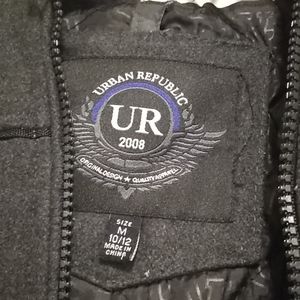 URBAN REPUBLIC
UR
2008
ORIGINAL DESIGN ★ QUALITY APPAREL
SIZE
M
10/12
MADE IN
CHINA